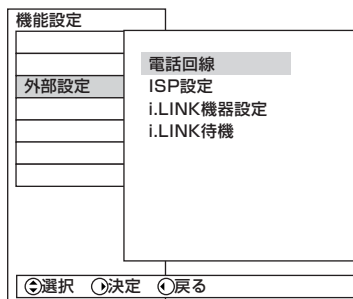 機能設定
外部設定
電話回線
ISP設定
i.LINK機器設定
i.LINK待機
選択 決定 戻る